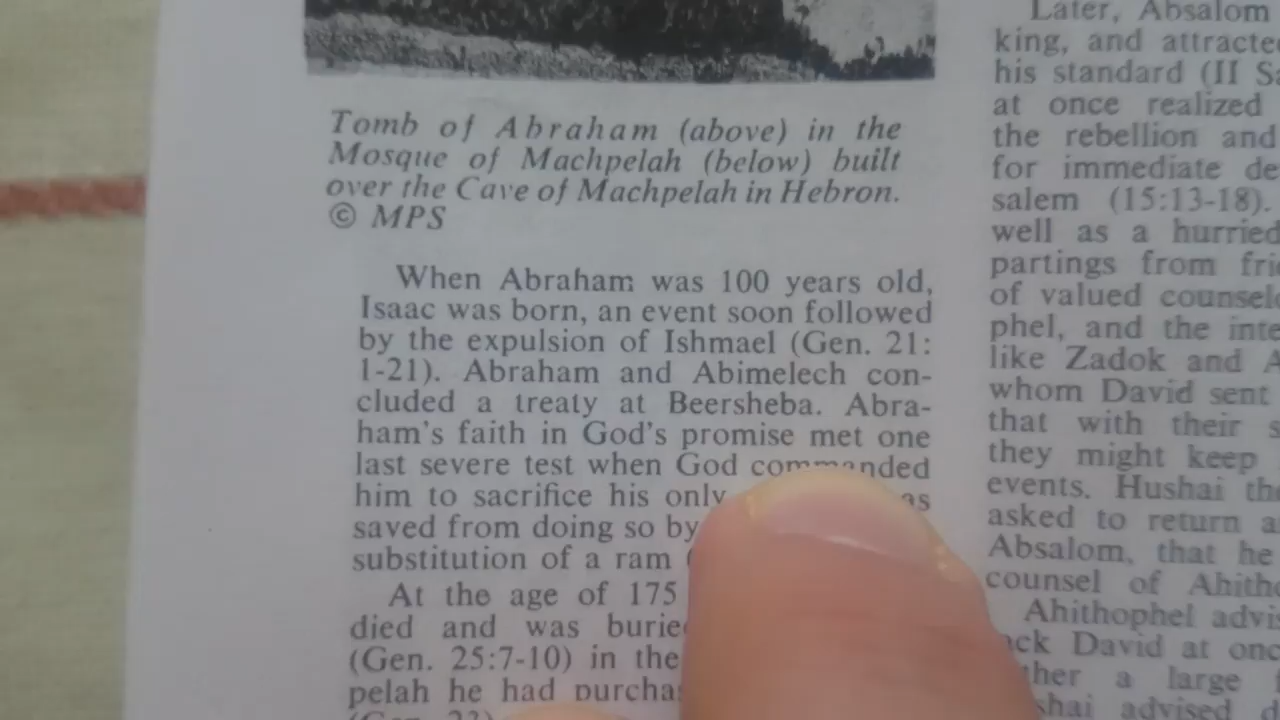 Tomb of Abraham (above) in the
Mosque of Machpelah (below) built
over the Cave of Machpelah in Hebron.
© MPS
When Abraham was 100 years old,
Isaac was born, an event soon followed
by the expulsion of Ishmael (Gen. 21:
1-21). Abraham and Abimelech con-
cluded a treaty at Beersheba. Abra-
ham's faith in God's promise met one
last severe test when God commanded
him to sacrifice his only
saved from doing so by
substitution of a ram (
At the age of 175
died and was
(Gen. 25:7-10) in the
pelah he had
Later, Absalom
king, and
his standard (II
at once realized
the rebellion and
for immediate
salem (15:13-18).
well as a hurried
partings from
of valued
phel, and the
like Zadok and
whom David sent
that with their
they might keep
events. Hushai
asked to return
Absalom, that he
counsel of
Ahithophel
David at
a large
advised